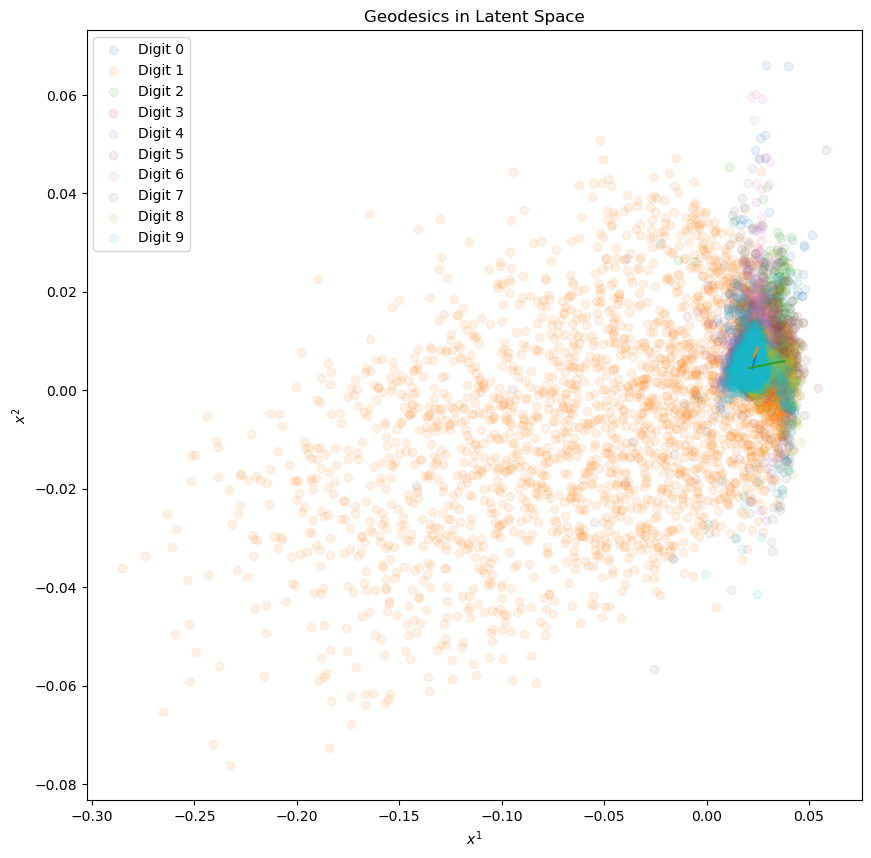 Geodesics in Latent Space
Digit 0
Digit 1
Digit 2
Digit 3
Digit 4
Digit 5
Digit 6
Digit 7
Digit 8
Digit 9
0.06
0.04
0.02
0.00
−0.02
−0.04
−0.06
−0.08
x²
−0.30
−0.25
−0.20
−0.15
−0.10
−0.05
0.00
0.05
x¹